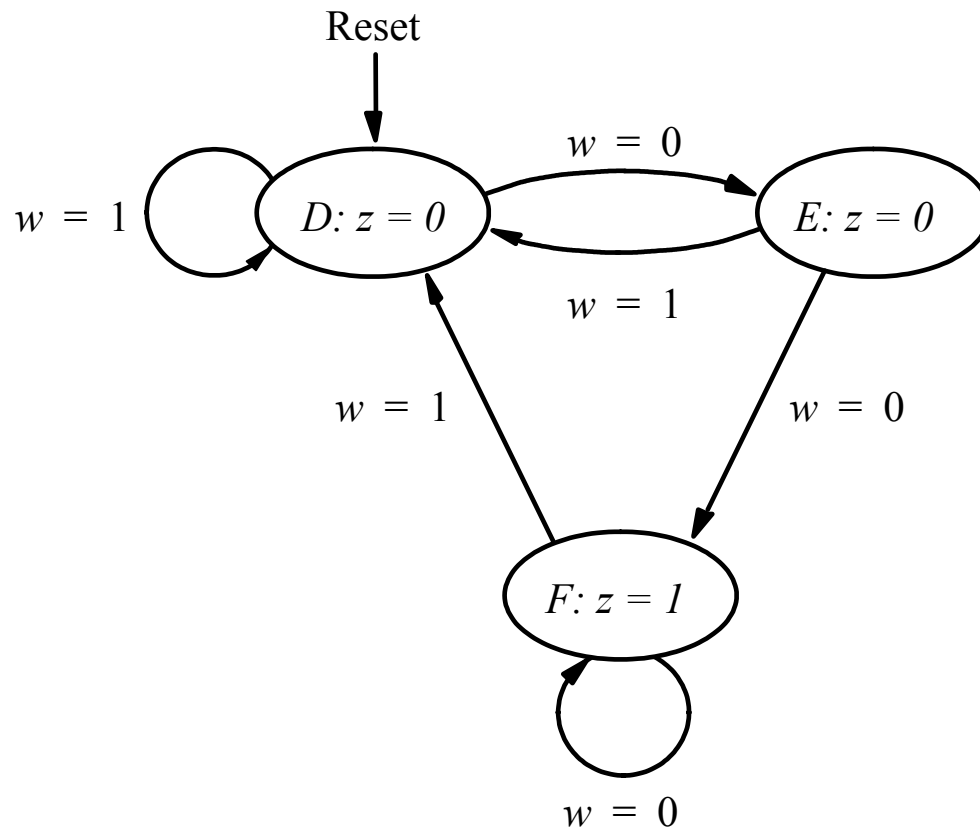 Reset
w = 0
w = 1
D: z = 0
E: z = 0
w = 1
w = 1
w = 0
F: z = 1
w = 0